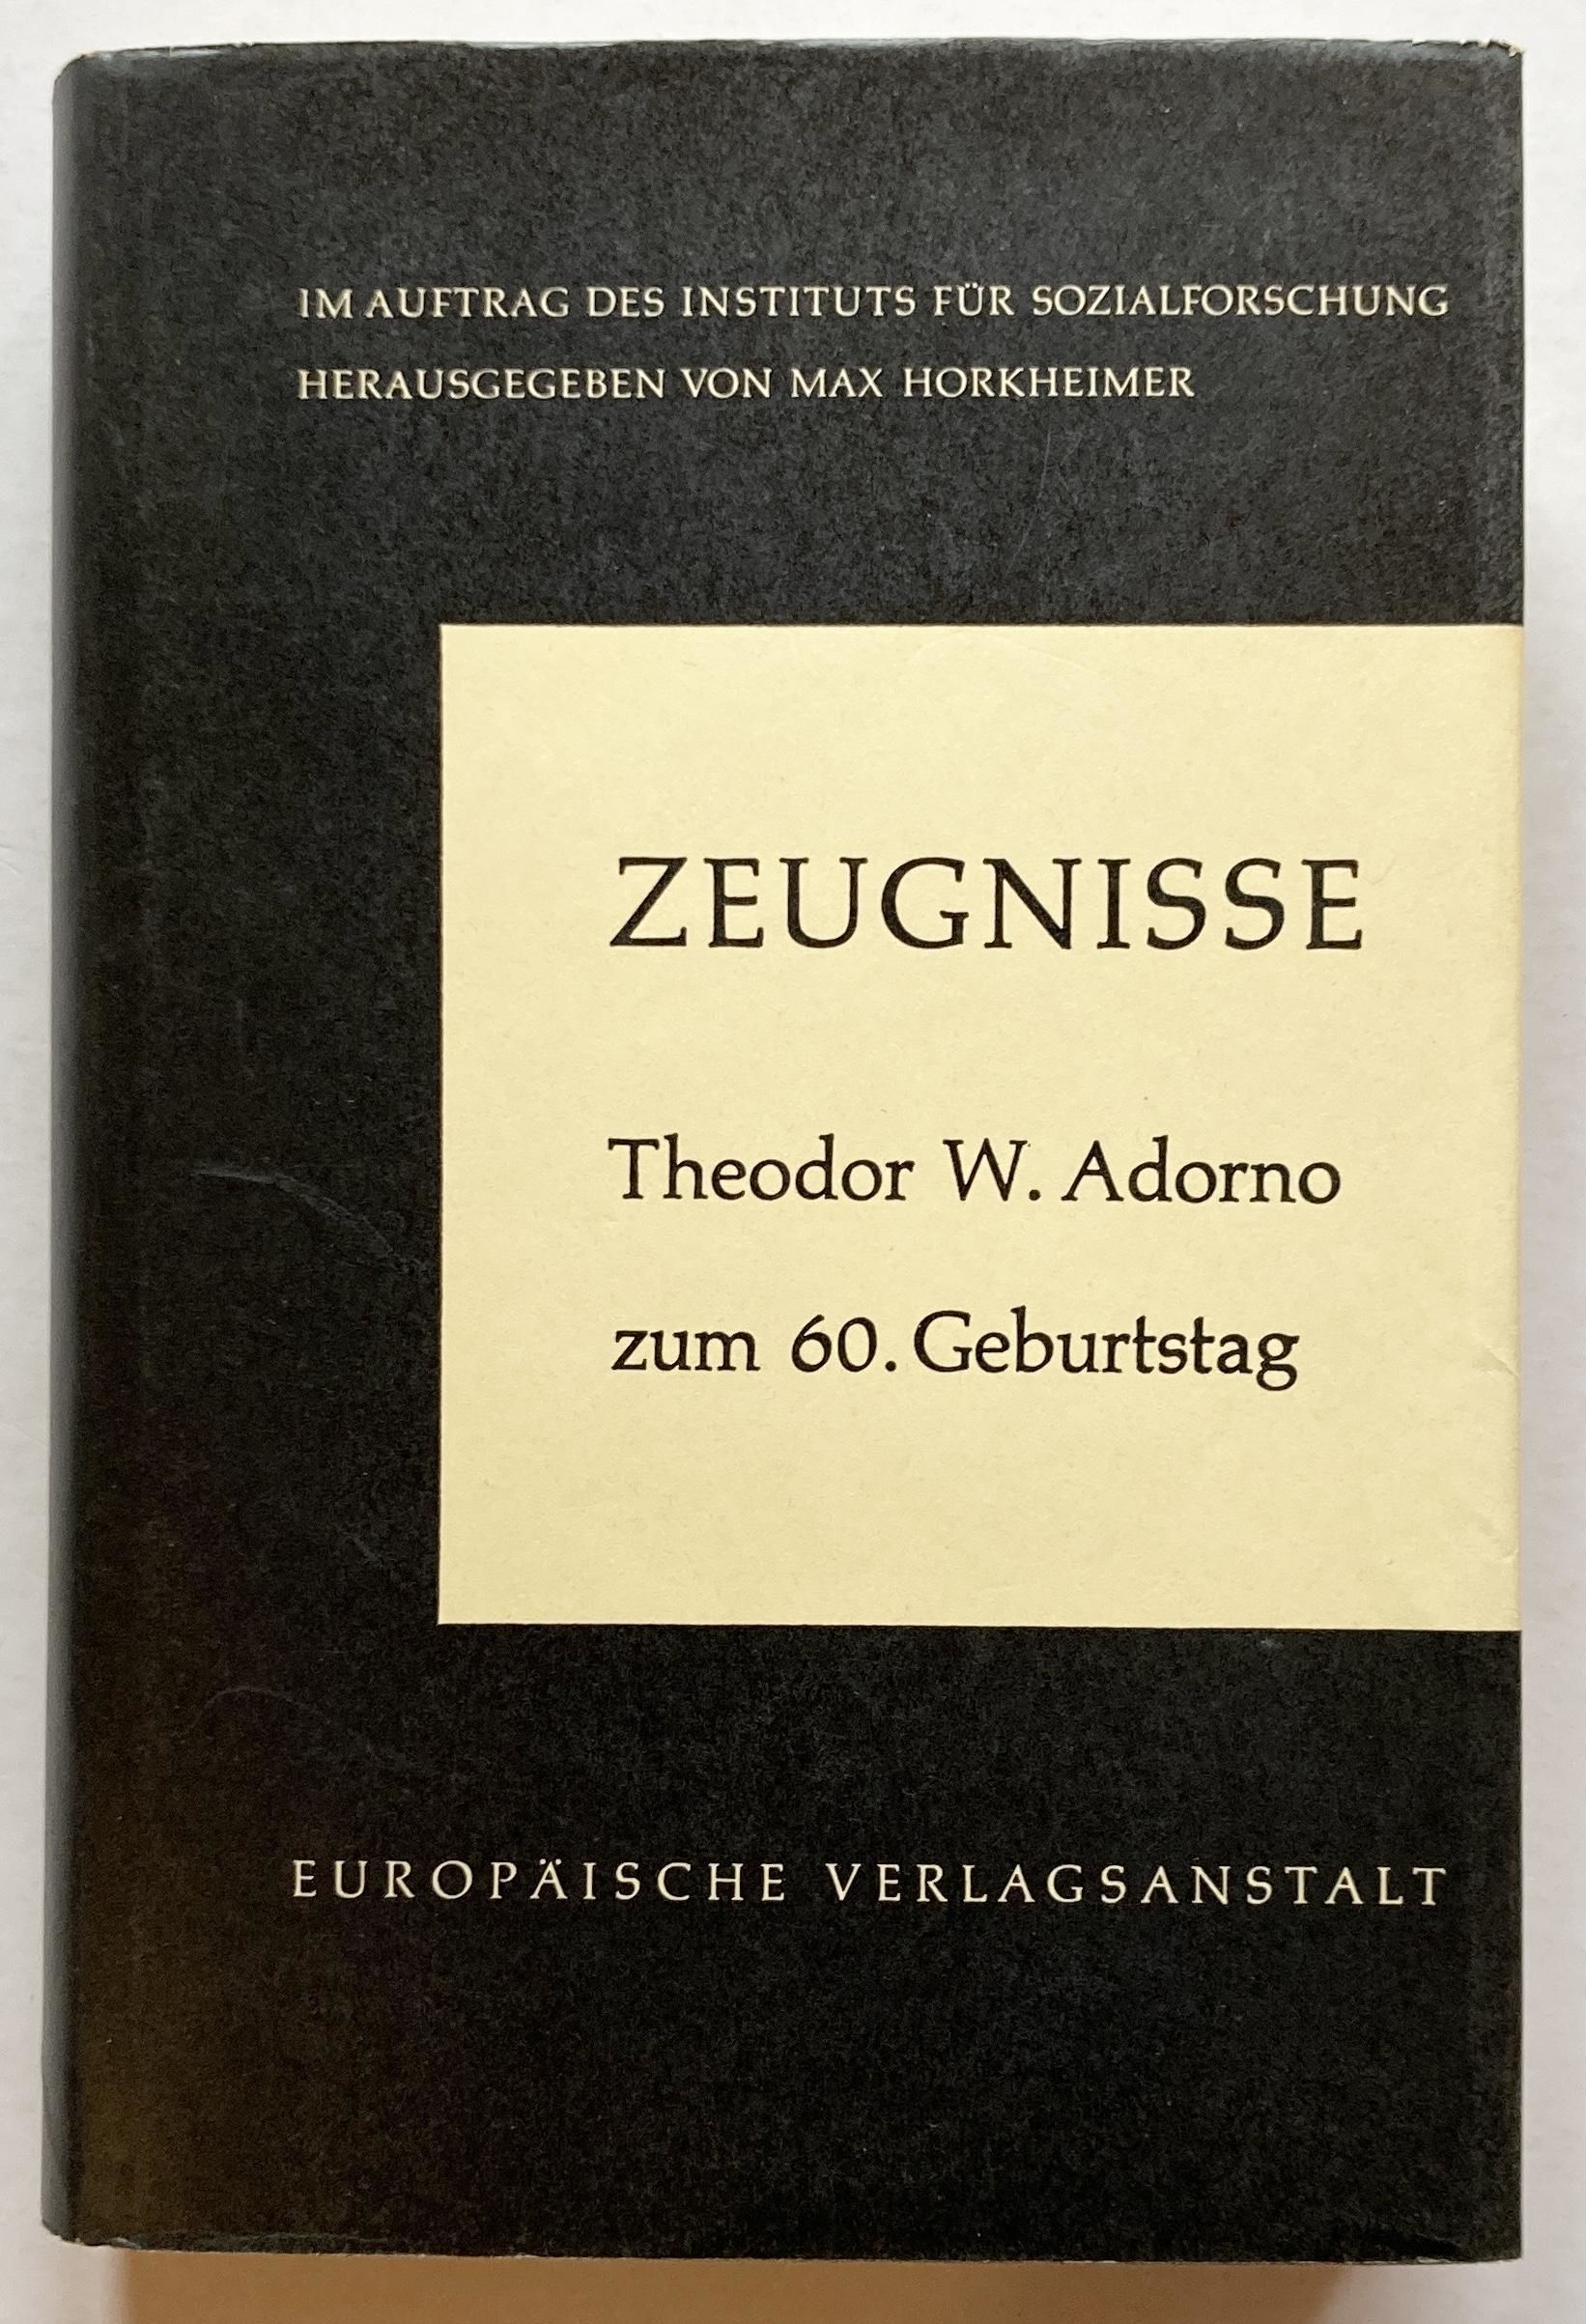 IM AUFTRAG DES INSTITUTS FÜR SOZIALFORSCHUNG
HERAUSGEGEBEN VON MAX HORKHEIMER
ZEUGNISSE
Theodor W. Adorno
zum 60. Geburtstag
EUROPÄISCHE VERLAGSANSTALT